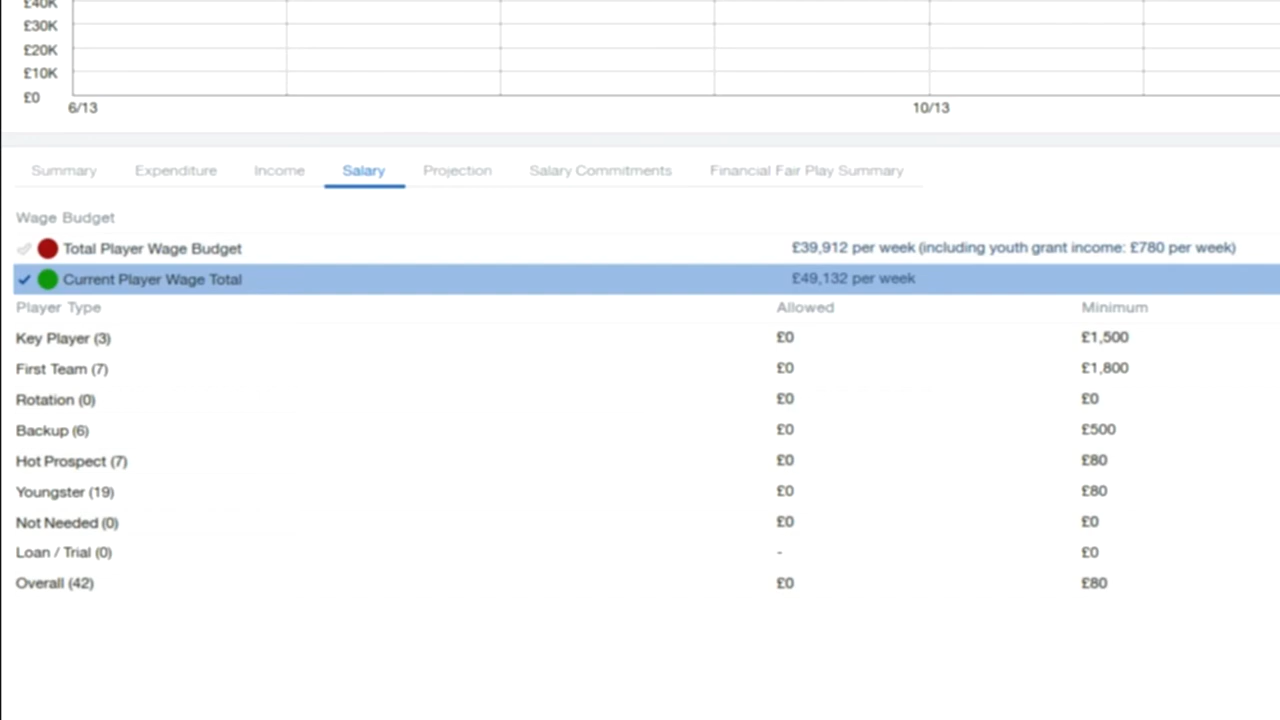 £40K
£30K
£20K
£10K
£0
6/13 10/13
Summary Expenditure Income Salary Projection Salary Commitments Financial Fair Play Summary
Wage Budget
Total Player Wage Budget £39,912 per week (including youth grant income: £780 per week)
Current Player Wage Total £49,132 per week
Player Type Allowed Minimum
Key Player (3) £0 £1,500
First Team (7) £0 £1,800
Rotation (0) £0 £0
Backup (6) £0 £500
Hot Prospect (7) £0 £80
Youngster (19) £0 £80
Not Needed (0) £0 £0
Loan / Trial (0) - £0
Overall (42) £0 £80